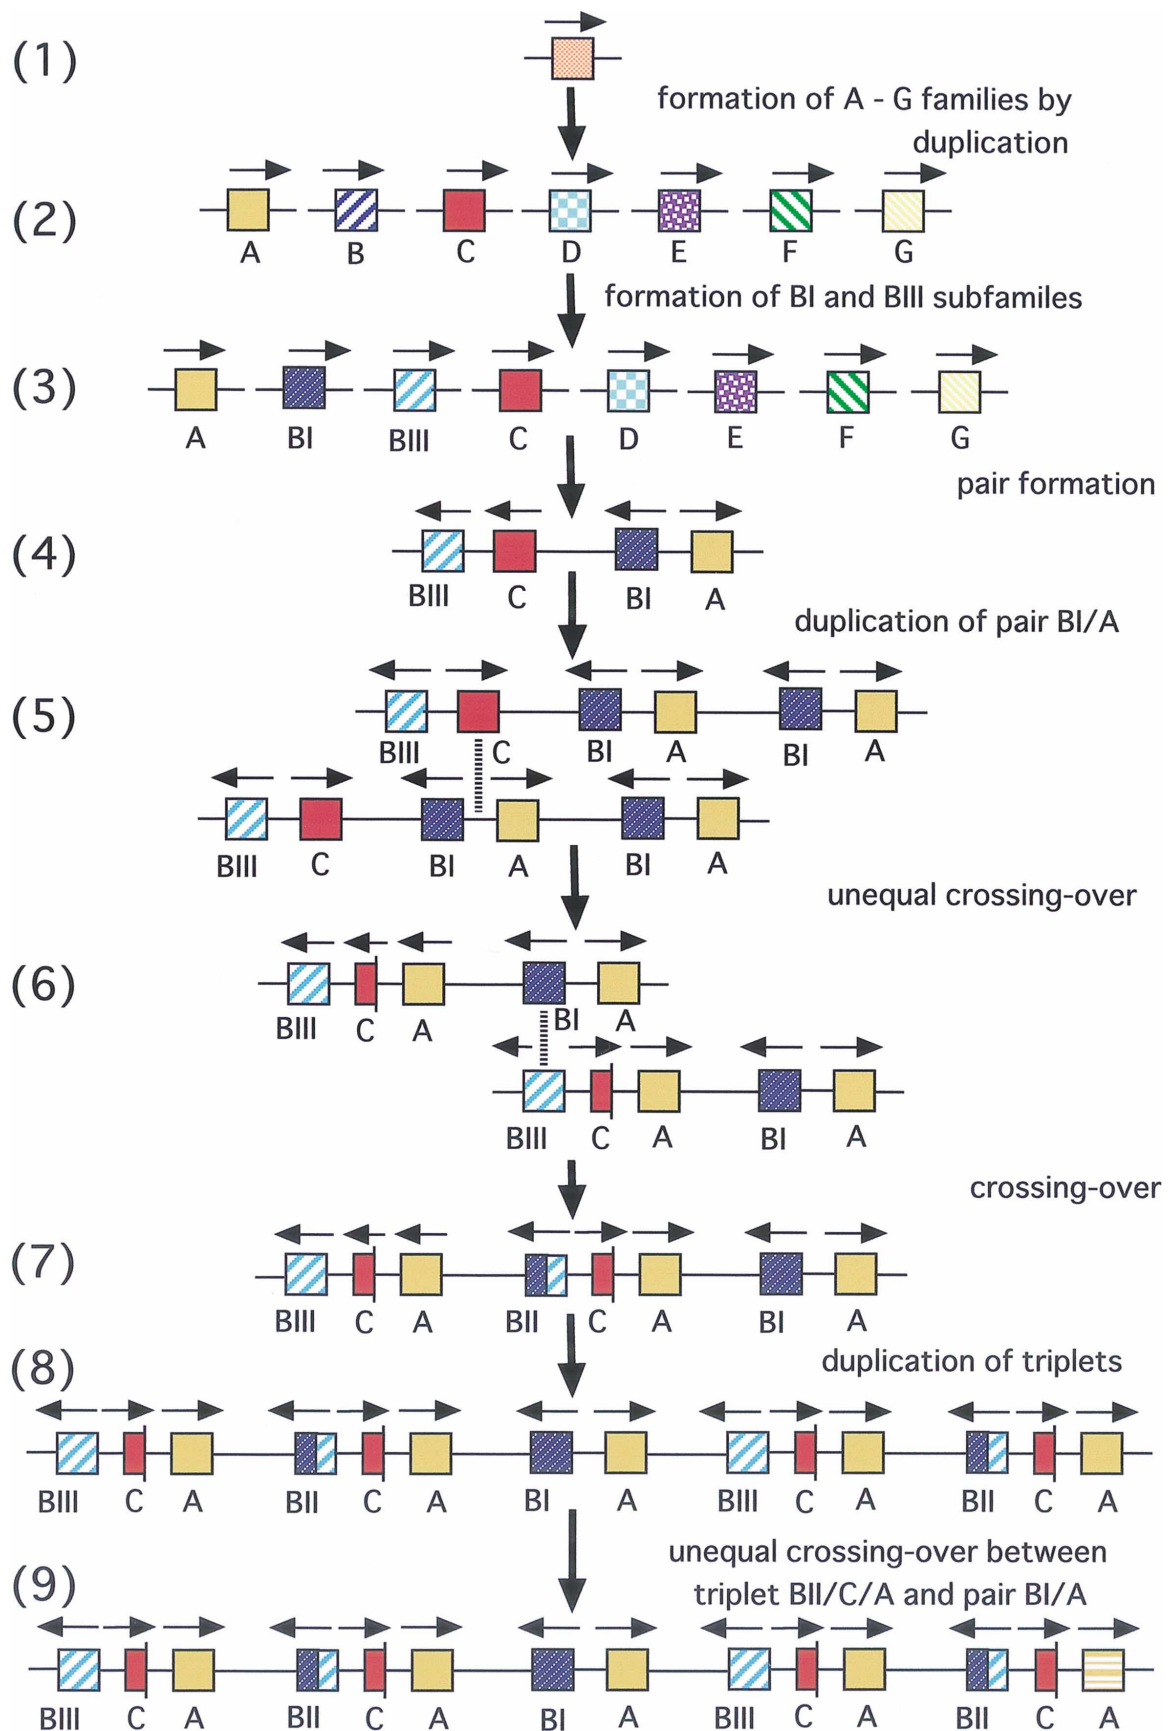 (1)
formation of A - G families by
duplication
(2)
A B C D E F G
formation of BI and BIII subfamiles
(3)
A BI BIII C D E F G
pair formation
(4)
BIII C BI A
duplication of pair BI/A
(5)
BIII C BI A BI A
BIII C BI A BI A
unequal crossing-over
(6)
BIII C A BI A
BIII C A BI A
crossing-over
(7)
BIII C A BII C A BI A
(8)
duplication of triplets
BIII C A BII C A BI A BIII C A BII C A
unequal crossing-over between
(9)
triplet BII/C/A and pair BI/A
BIII C A BII C A BI A BIII C A BII C A